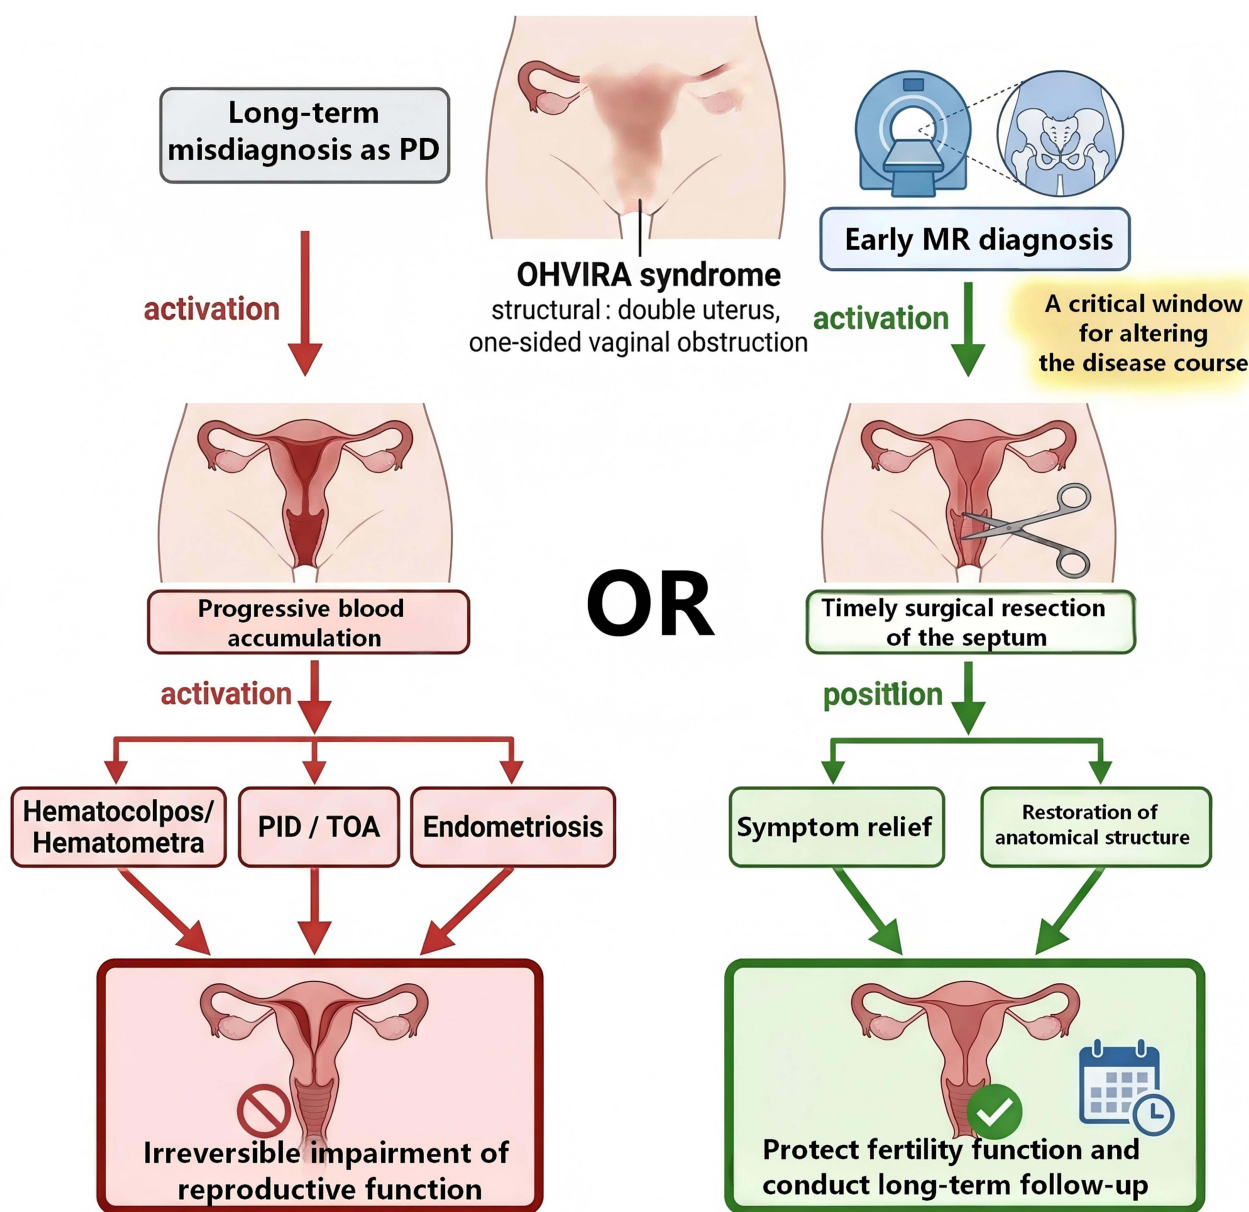 Long-term
misdiagnosis as PD
OHVIRA syndrome
structural: double uterus,
one-sided vaginal obstruction
Early MR diagnosis
activation
activation
A critical window
for altering
the disease course
Progressive blood
accumulation
OR
Timely surgical resection
of the septum
activation
position
Hematocolpos/
Hematometra
PID / TOA
Endometriosis
Symptom relief
Restoration of
anatomical structure
Irreversible impairment of
reproductive function
Protect fertility function and
conduct long-term follow-up